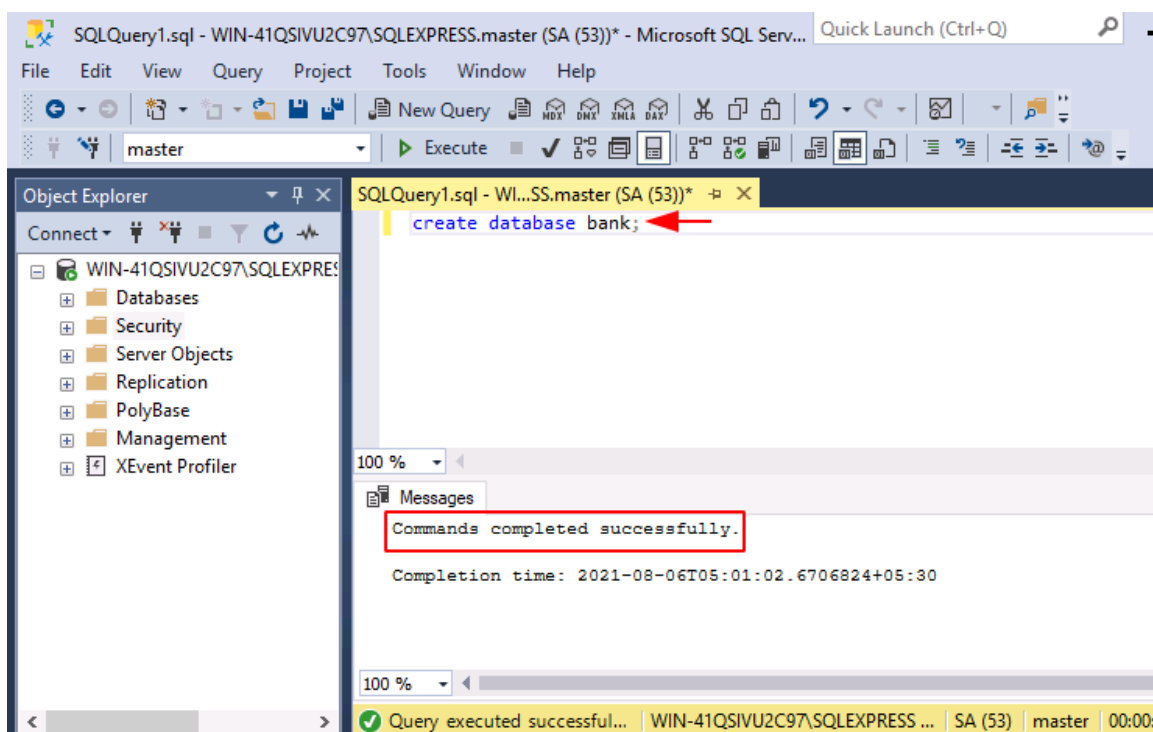 SQLQuery1.sql - WIN-41QSIVU2C97\SQLEXPRESS.master (SA (53))* - Microsoft SQL Serv...
Quick Launch (Ctrl+Q)
File Edit View Query Project Tools Window Help
New Query MDX DMX XMLA DAX
master Execute
Object Explorer
SQLQuery1.sql - WI...SS.master (SA (53))*
Connect
create database bank;
WIN-41QSIVU2C97\SQLEXPRES
Databases
Security
Server Objects
Replication
PolyBase
Management
XEvent Profiler
100 %
Messages
Commands completed successfully.
Completion time: 2021-08-06T05:01:02.6706824+05:30
100 %
Query executed successful... WIN-41QSIVU2C97\SQLEXPRESS ... SA (53) master 00:00: